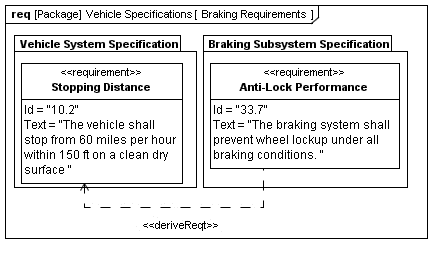 req [Package] Vehicle Specifications [ Braking Requirements ]
Vehicle System Specification
<<requirement>>
Stopping Distance
Id = "10.2"
Text = "The vehicle shall
stop from 60 miles per hour
within 150 ft on a clean dry
surface "
Braking Subsystem Specification
<<requirement>>
Anti-Lock Performance
Id = "33.7"
Text = "The braking system shall
prevent wheel lockup under all
braking conditions. "
<<deriveReqt>>